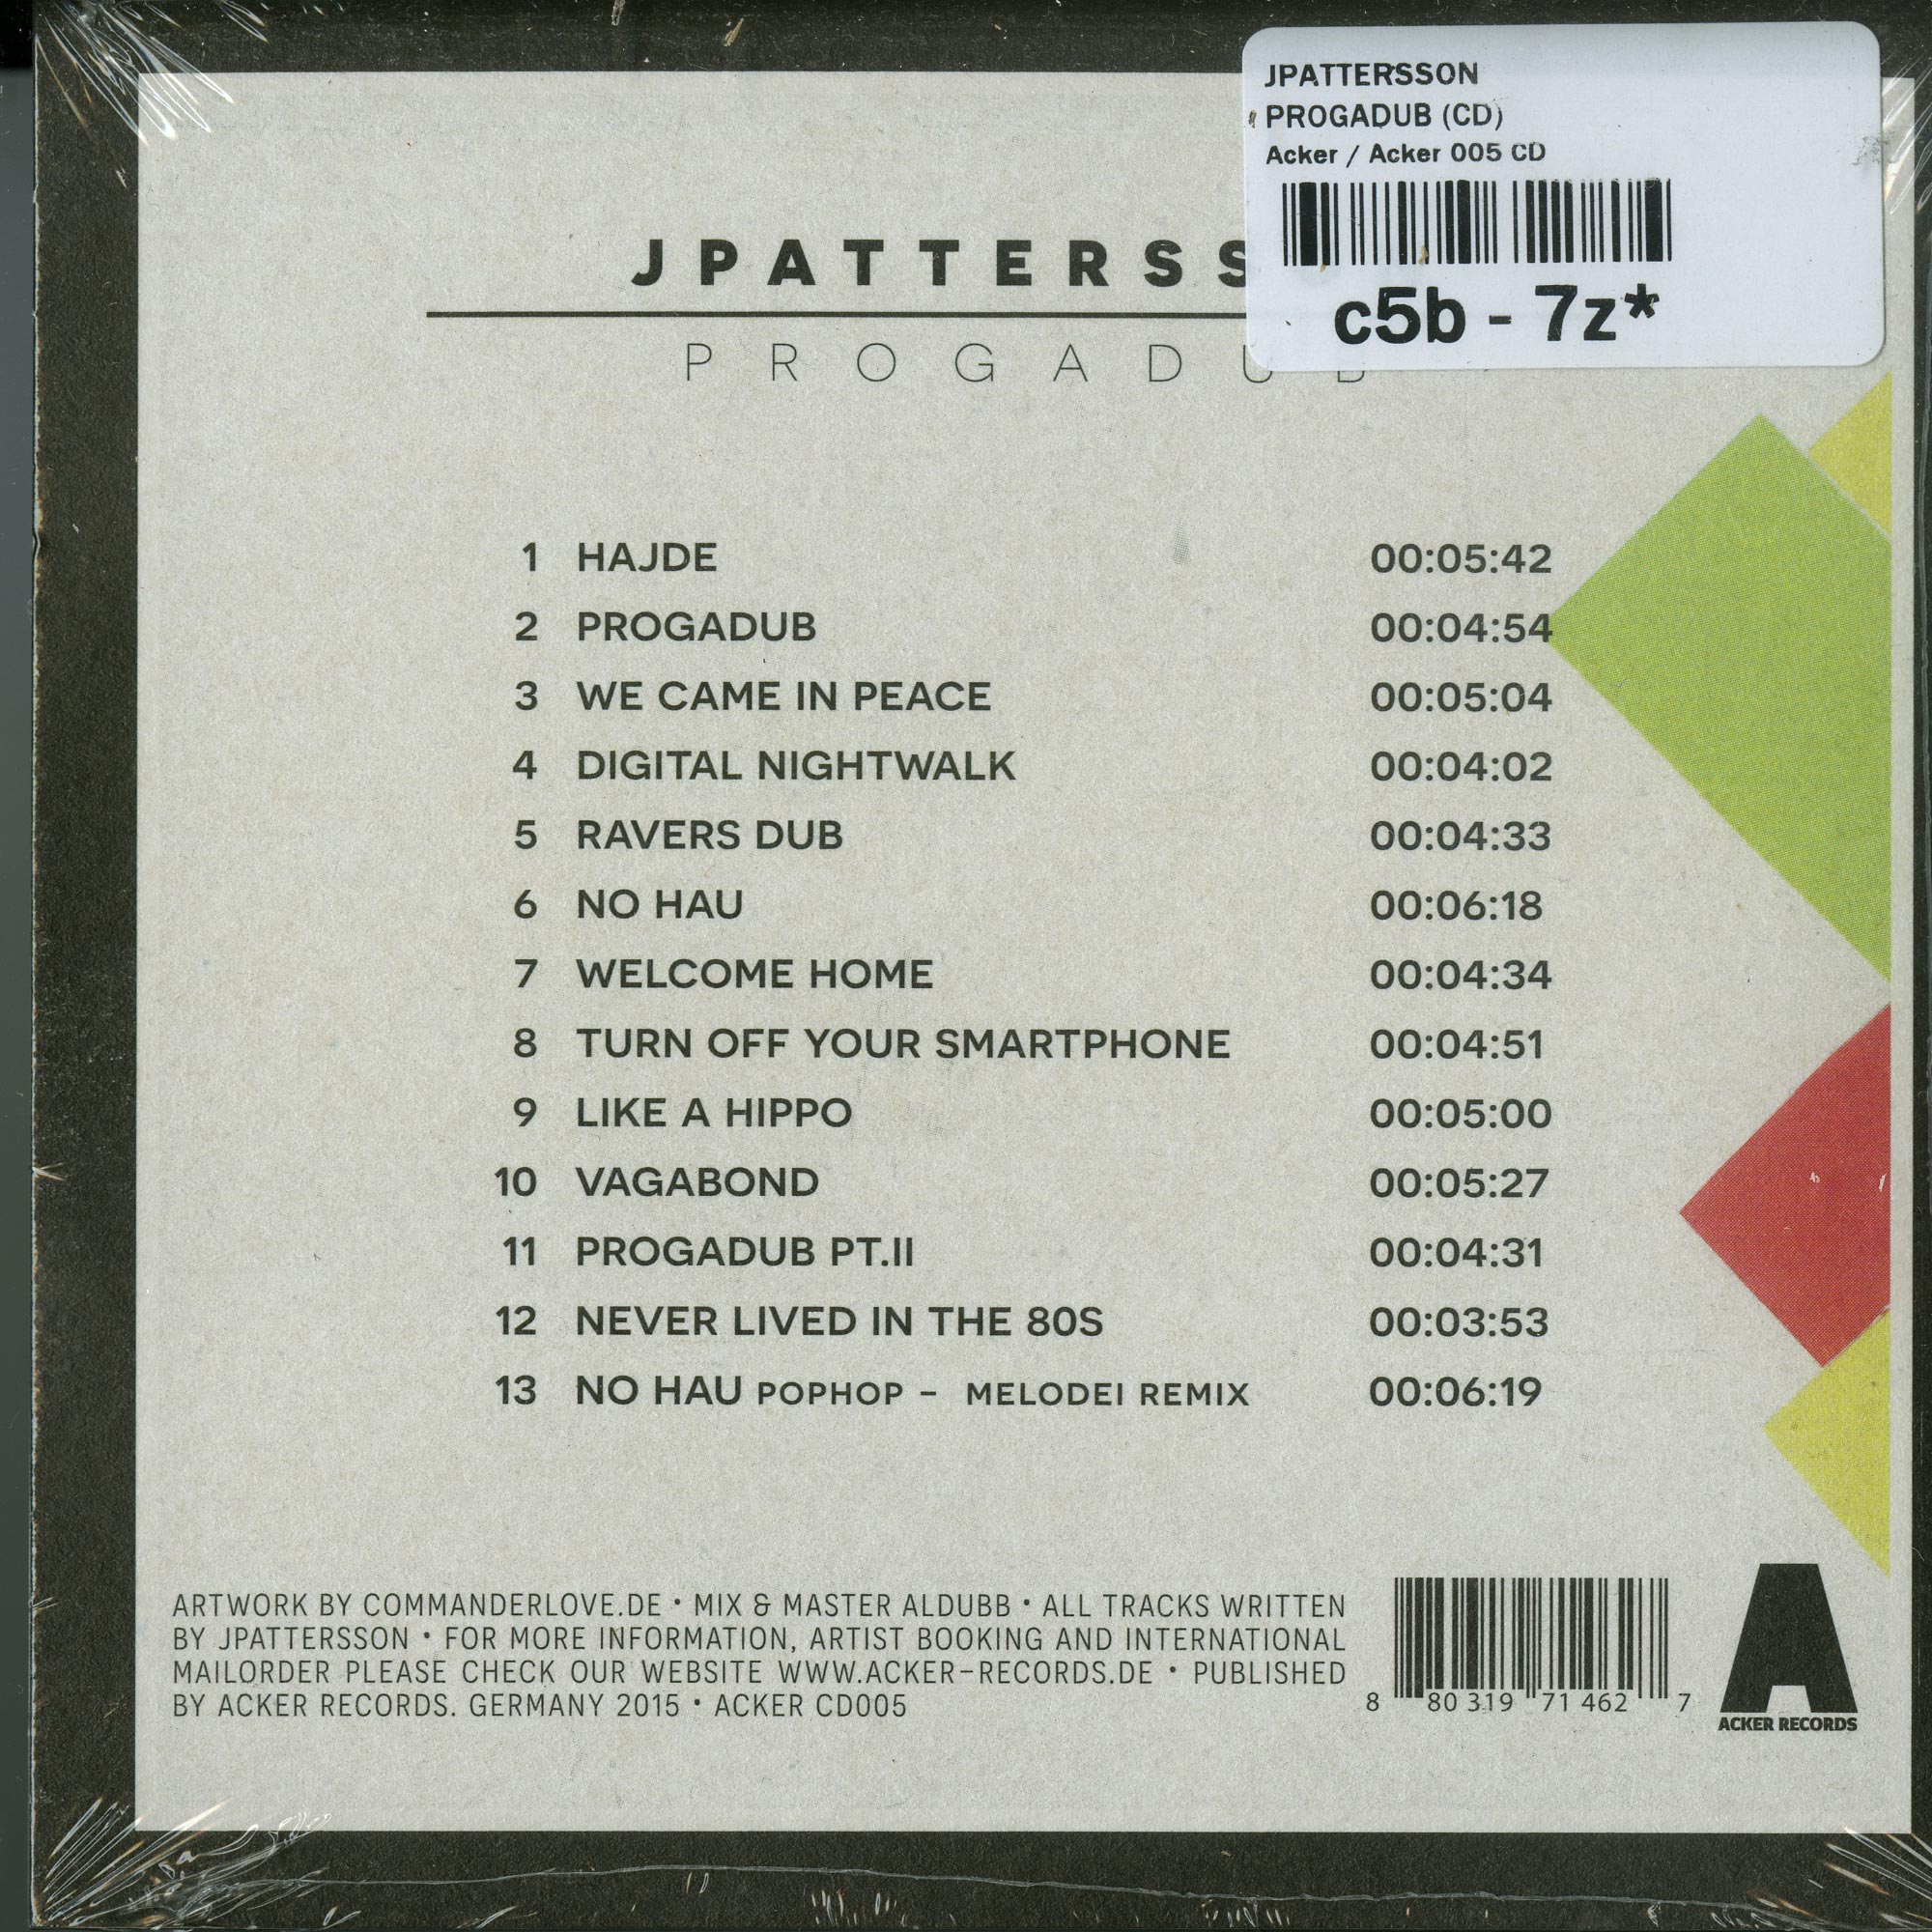 JPATTERSSON
PROGADUB (CD)
Acker / Acker 005 CD
c5b - 7z*
JPATTERSS
PROGADUB
1 HAJDE 00:05:42
2 PROGADUB 00:04:54
3 WE CAME IN PEACE 00:05:04
4 DIGITAL NIGHTWALK 00:04:02
5 RAVERS DUB 00:04:33
6 NO HAU 00:06:18
7 WELCOME HOME 00:04:34
8 TURN OFF YOUR SMARTPHONE 00:04:51
9 LIKE A HIPPO 00:05:00
10 VAGABOND 00:05:27
11 PROGADUB PT.II 00:04:31
12 NEVER LIVED IN THE 80S 00:03:53
13 NO HAU POPHOP - MELODEI REMIX 00:06:19
ARTWORK BY COMMANDERLOVE.DE • MIX & MASTER ALDUBB • ALL TRACKS WRITTEN
BY JPATTERSSON • FOR MORE INFORMATION, ARTIST BOOKING AND INTERNATIONAL
MAILORDER PLEASE CHECK OUR WEBSITE WWW.ACKER-RECORDS.DE • PUBLISHED
BY ACKER RECORDS. GERMANY 2015 • ACKER CD005
8 80 319 71 462 7
A
ACKER RECORDS